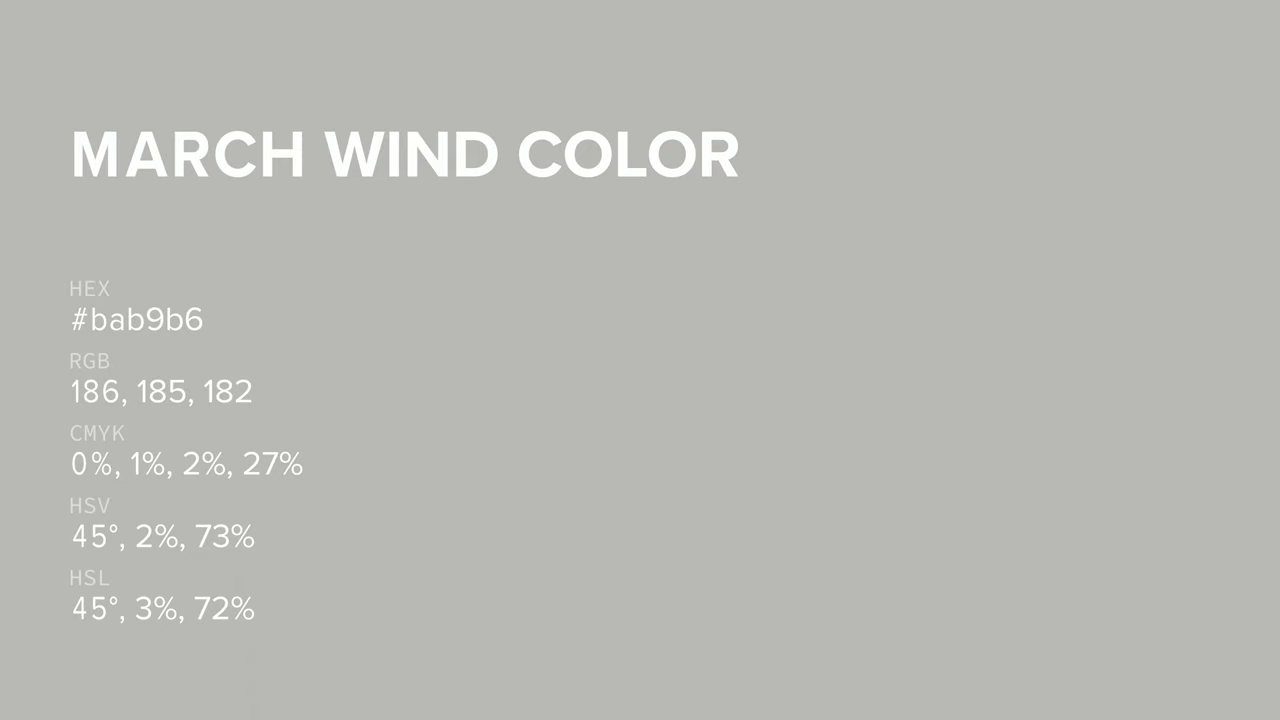 MARCH WIND COLOR
HEX
#bab9b6
RGB
186, 185, 182
CMYK
0%, 1%, 2%, 27%
HSV
45°, 2%, 73%
HSL
45°, 3%, 72%